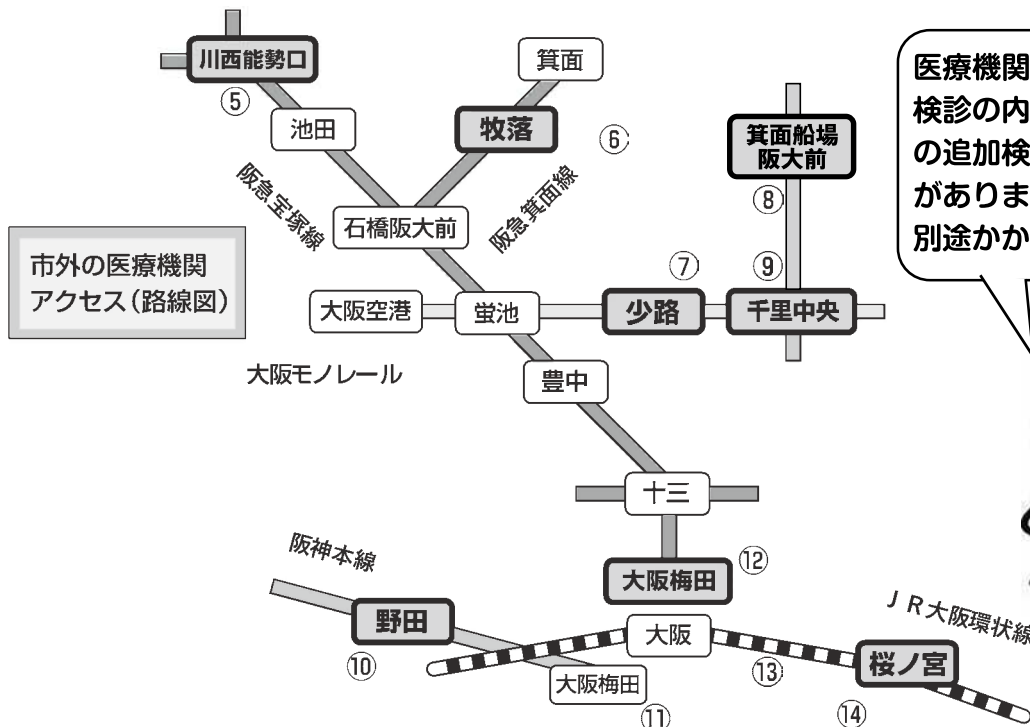 川西能勢口
⑤
池田
阪急宝塚線
箕面
牧落
⑥
阪急箕面線
石橋阪大前
箕面船場
阪大前
⑧
⑨
⑦
医療機関
検診の内
の追加検
がありま
別途かか
市外の医療機関
アクセス(路線図)
大阪空港
蛍池
少路
千里中央
大阪モノレール
豊中
十三
大阪梅田
⑫
阪神本線
野田
⑩
大阪
大阪梅田
⑪
⑬
JR大阪環状線
桜ノ宮
⑭